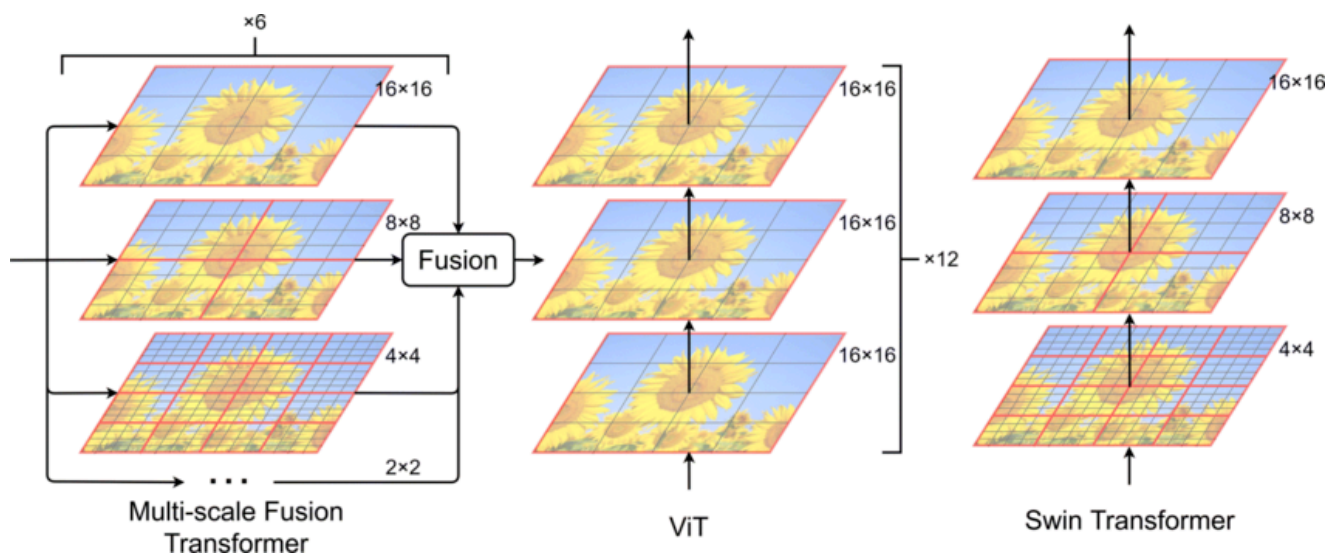 ×6
16×16
8×8
Fusion
4×4
2×2
...
Multi-scale Fusion
Transformer
16×16
16×16
16×16
×12
ViT
16×16
8×8
4×4
Swin Transformer